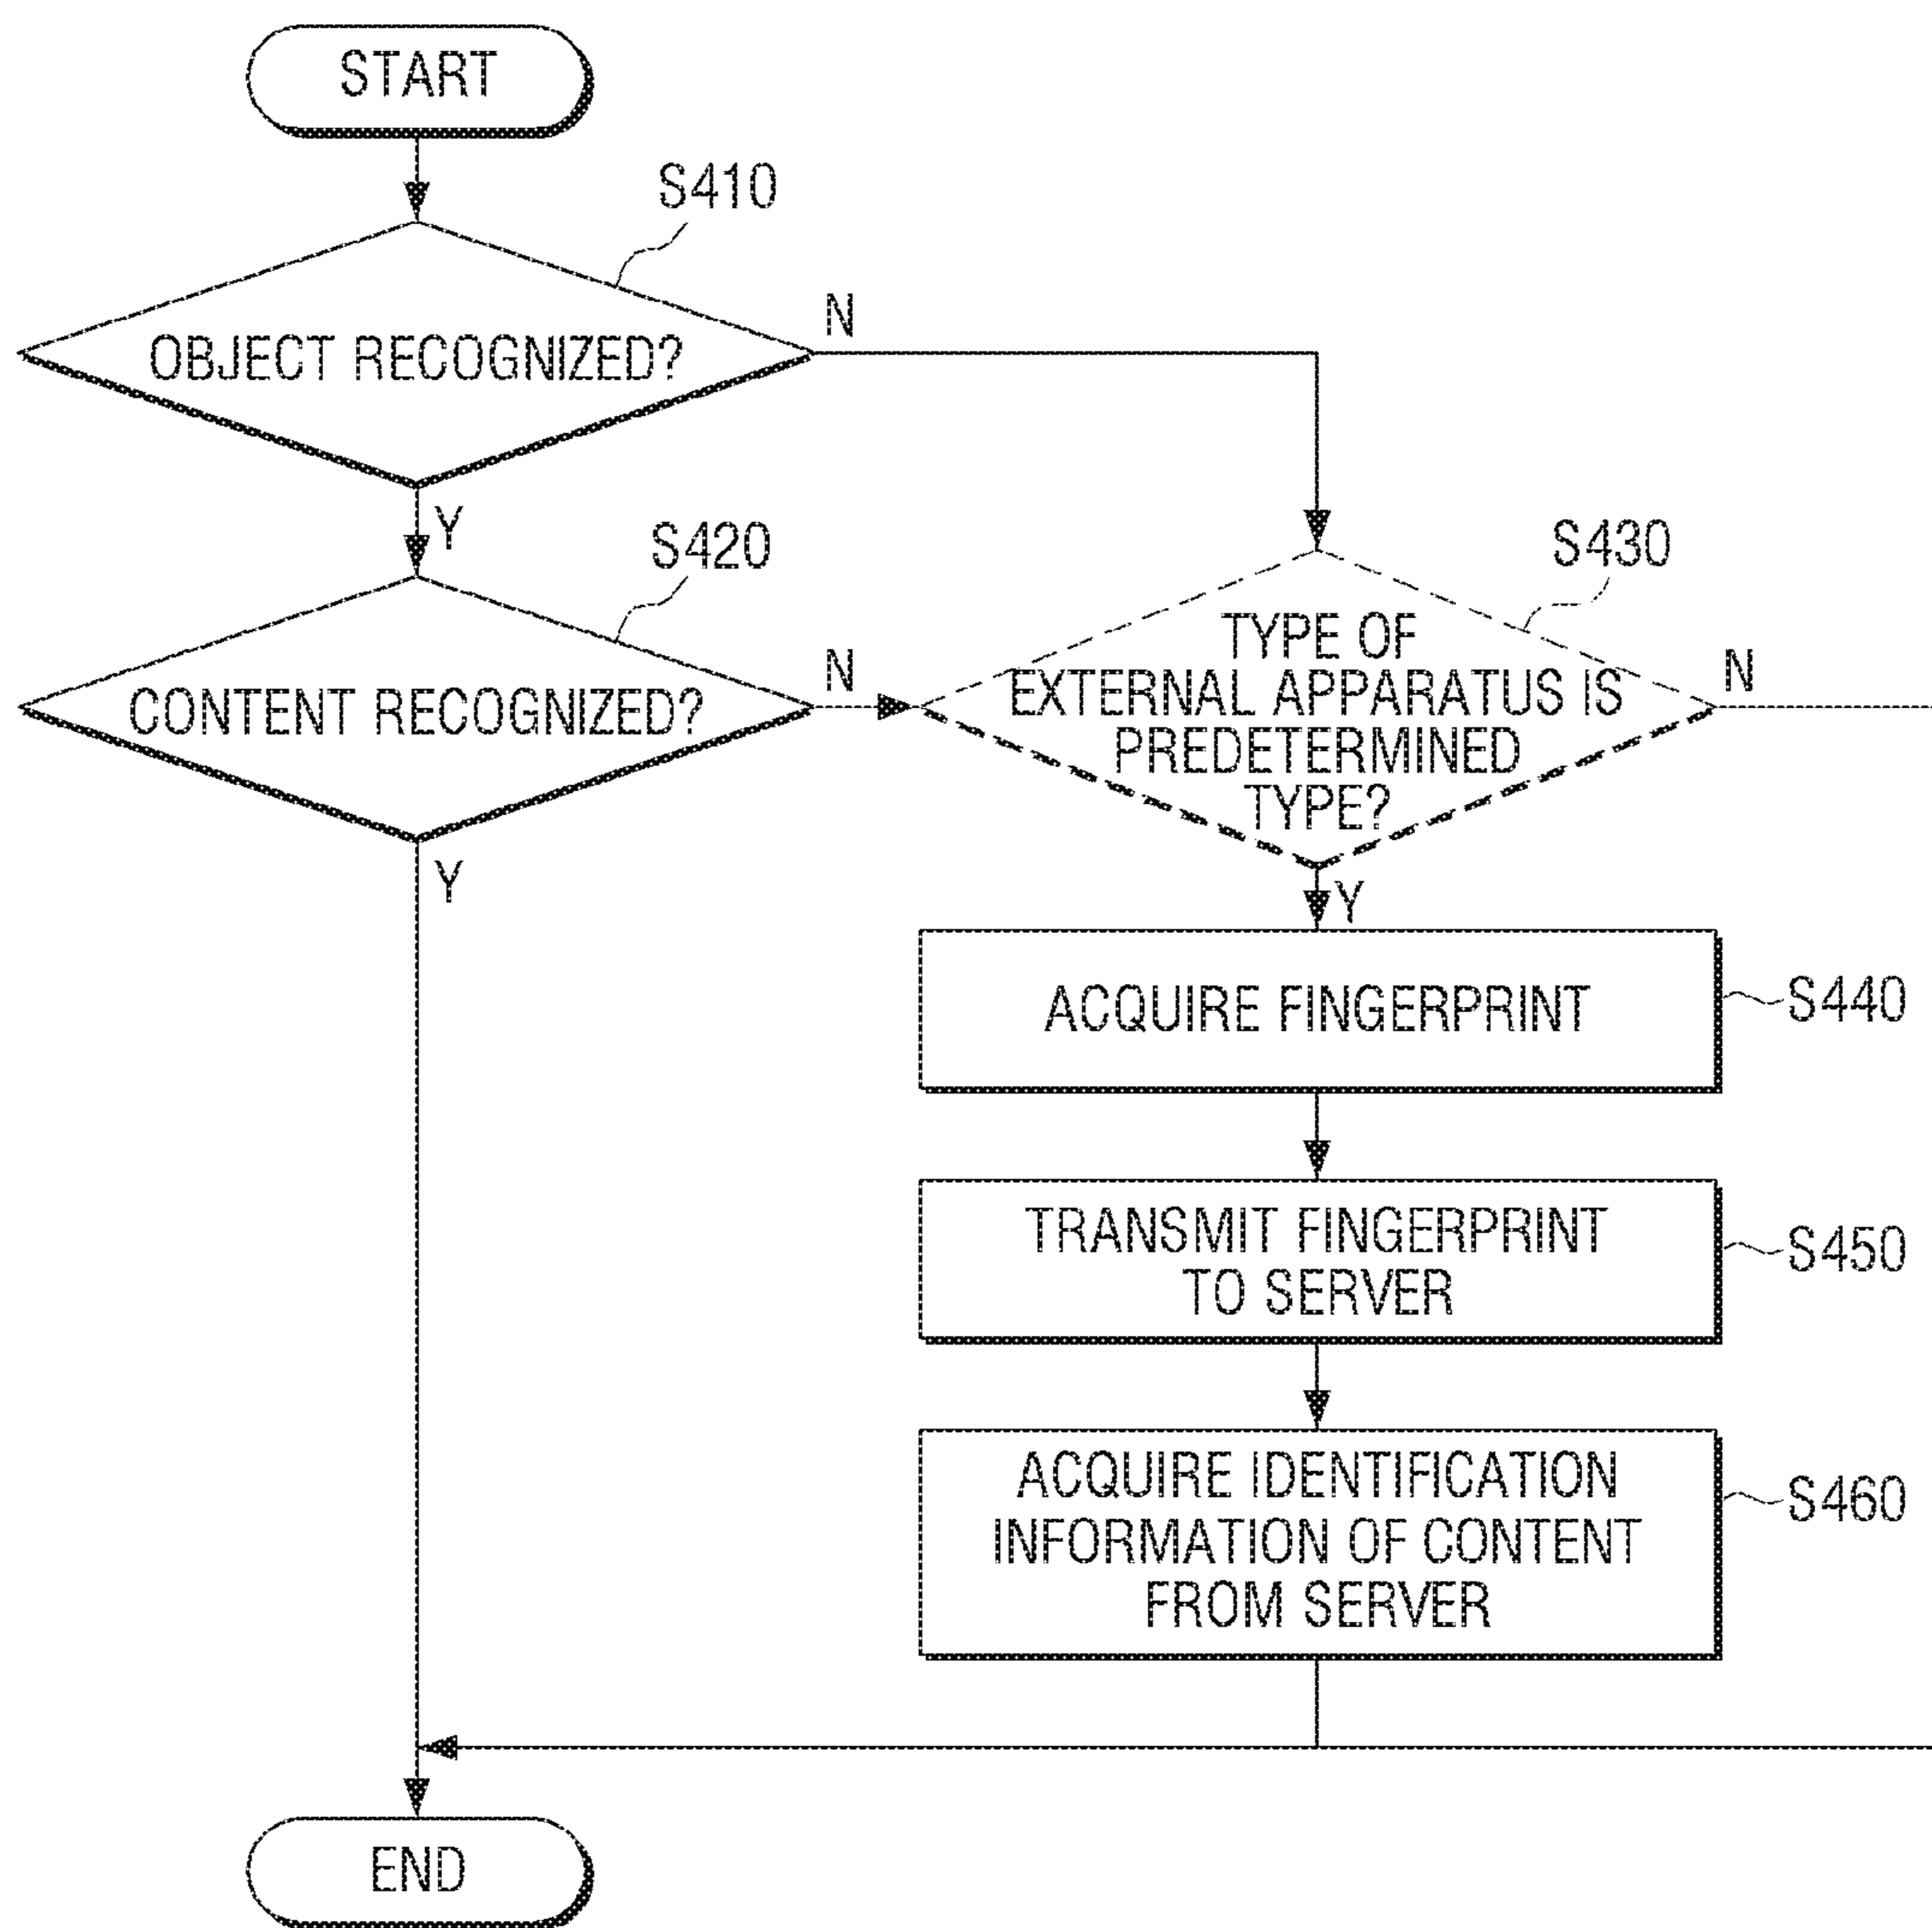 START
S410
N
OBJECT RECOGNIZED?
Y
S420
S430
CONTENT RECOGNIZED?
N
TYPE OF
EXTERNAL APPARATUS IS
PREDETERMINED
TYPE?
N
Y
Y
ACQUIRE FINGERPRINT
S440
TRANSMIT FINGERPRINT
TO SERVER
S450
ACQUIRE IDENTIFICATION
INFORMATION OF CONTENT
FROM SERVER
S460
END